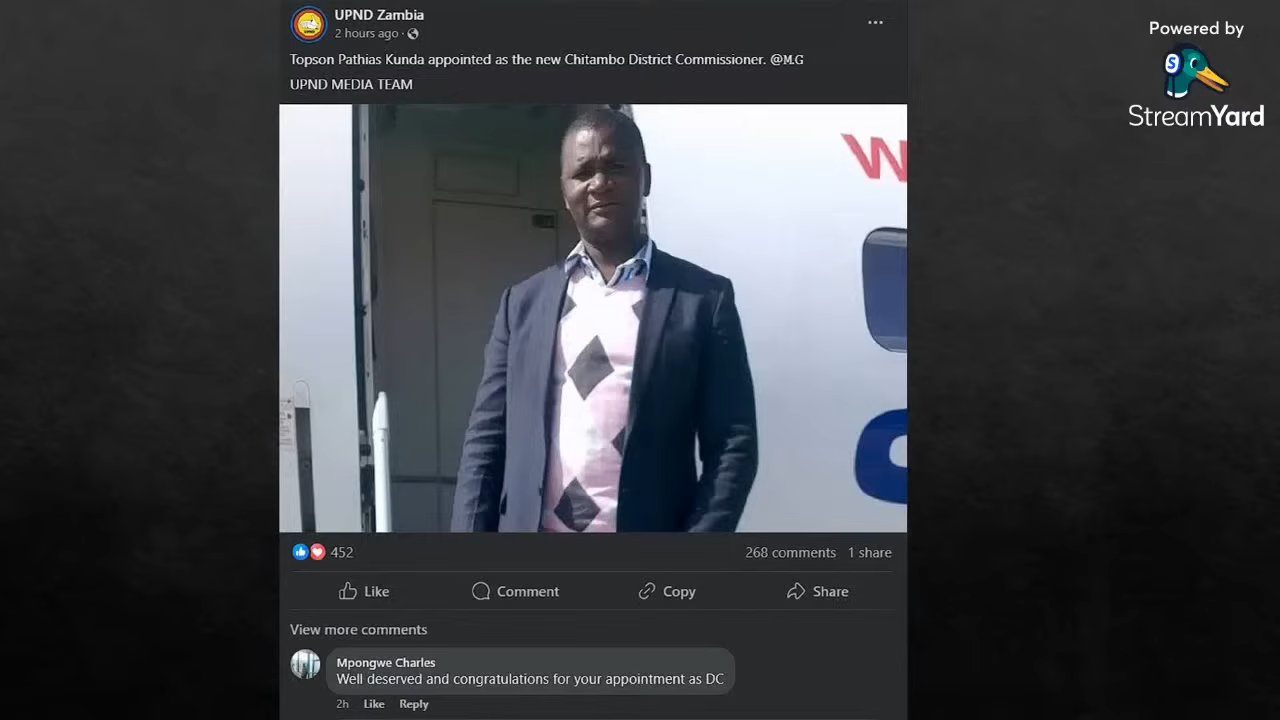 UPND Zambia
2 hours ago ·
Powered by
StreamYard
Topson Pathias Kunda appointed as the new Chitambo District Commissioner. @M.G
UPND MEDIA TEAM
W
452
268 comments 1 share
Like Comment Copy Share
View more comments
Mpongwe Charles
Well deserved and congratulations for your appointment as DC
2h Like Reply